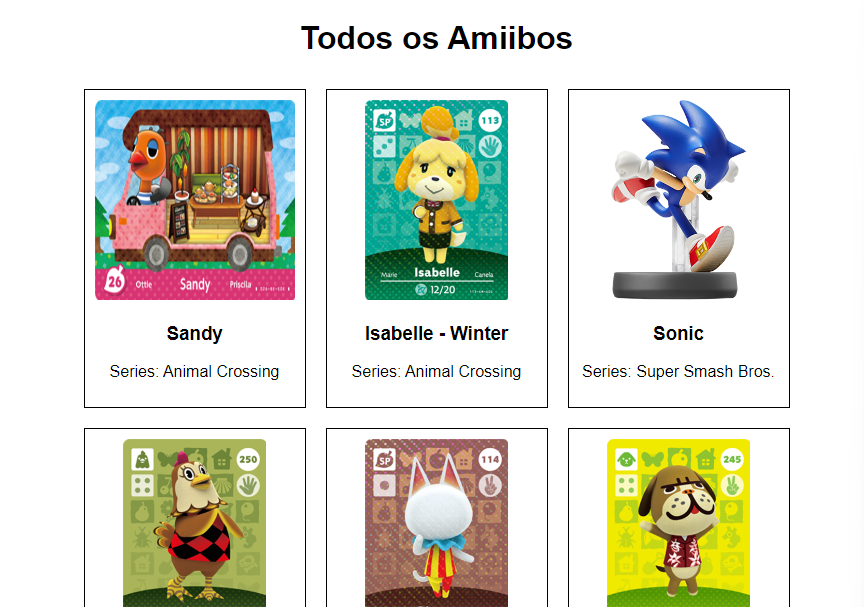 Todos os Amiibos
26
Ottie
Sandy
Priscila
Sandy
Series: Animal Crossing
SP
113
Marie
Isabelle
Canela
12/20
Isabelle - Winter
Series: Animal Crossing
Sonic
Series: Super Smash Bros.
250
SP
114
245